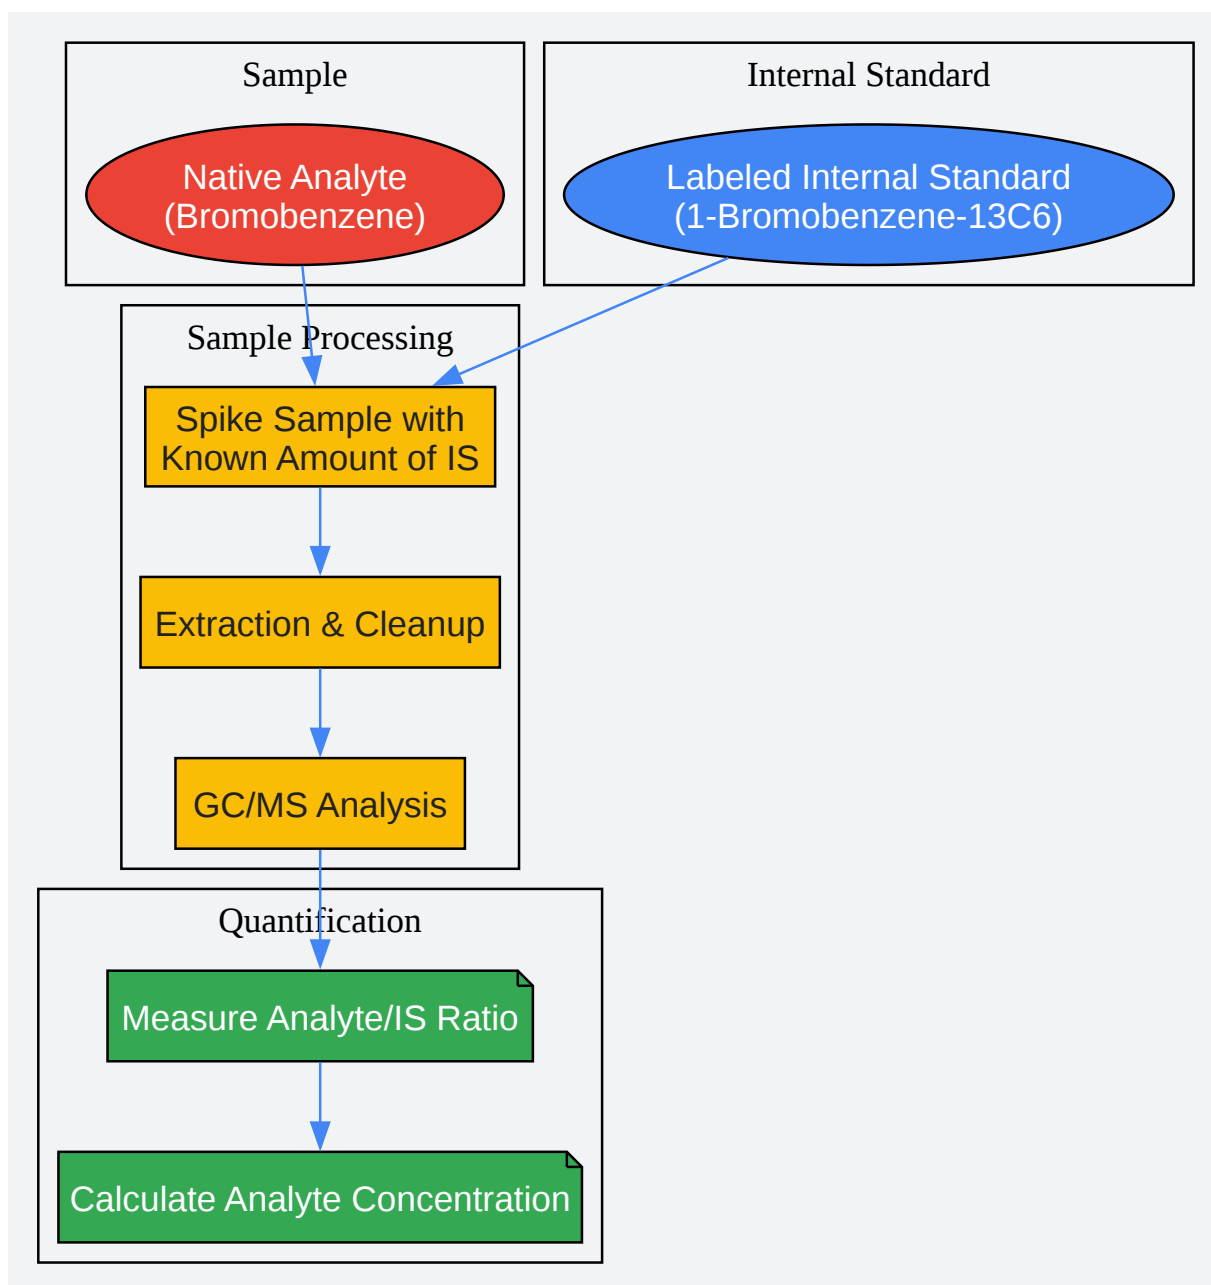 Sample
Internal Standard
Native Analyte
(Bromobenzene)
Labeled Internal Standard
(1-Bromobenzene-13C6)
Sample Processing
Spike Sample with
Known Amount of IS
Extraction & Cleanup
GC/MS Analysis
Quantification
Measure Analyte/IS Ratio
Calculate Analyte Concentration